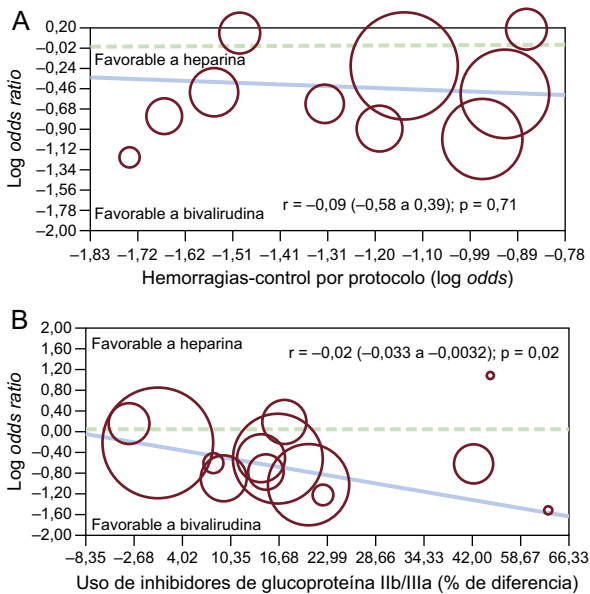 A
0,20
–0,02
–0,24
–0,46
–0,68
–0,90
–1,12
–1,34
–1,56
–1,78
–2,00
Log odds ratio
Favorable a heparina
Favorable a bivalirudina
r = –0,09 (–0,58 a 0,39); p = 0,71
–1,83 –1,72 –1,62 –1,51 –1,41 –1,31 –1,20 –1,10 –0,99 –0,89 –0,78
Hemorragias-control por protocolo (log odds)
B
2,00
1,60
1,20
0,80
0,40
0,00
–0,40
–0,80
–1,20
–1,60
–2,00
Log odds ratio
Favorable a heparina
r = –0,02 (–0,033 a –0,0032); p = 0,02
Favorable a bivalirudina
–8,35 –2,68 4,02 10,35 16,68 22,99 28,66 34,33 42,00 58,67 66,33
Uso de inhibidores de glucoproteína IIb/IIIa (% de diferencia)